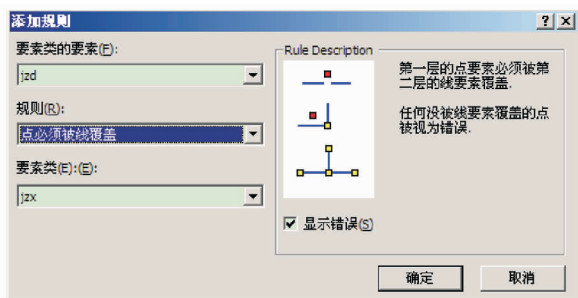 添加规则
要素类的要素(F):
jzd
规则(R):
点必须被线覆盖
要素类(E):(E):
jzx
Rule Description
第一层的点要素必须被第
二层的线要素覆盖.
任何没被线要素覆盖的点
被视为错误.
显示错误(S)
确定
取消